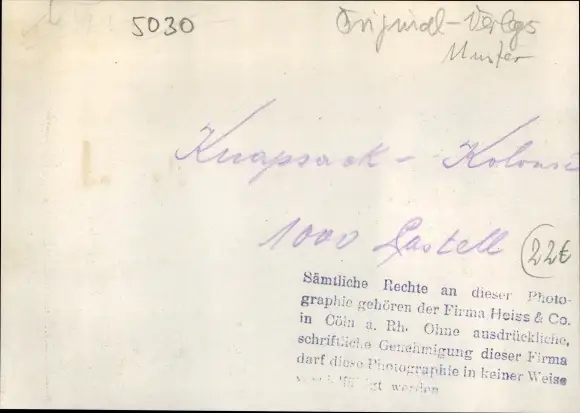 5030
Original-Verlags
Muster
Knapsack - Kolonie
1000 Pastell
22€
Sämtliche Rechte an dieser Photo-
graphie gehören der Firma Heiss & Co.
in Cöln a. Rh. Ohne ausdrückliche,
schriftliche Genehmigung dieser Firma
darf diese Photographie in keiner Weise
werden